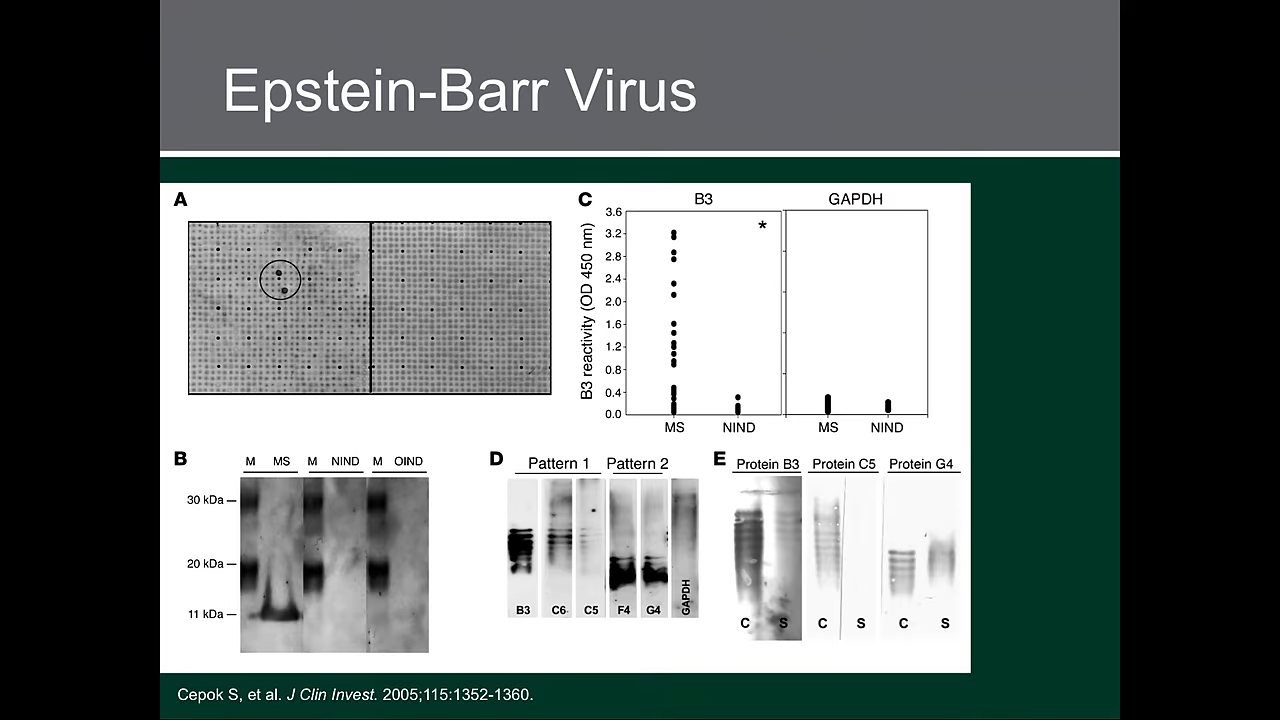 Epstein-Barr Virus
A
C
B3
GAPDH
B3 reactivity (OD 450 nm)
3.6
3.2
2.8
2.4
2.0
1.6
1.2
0.8
0.4
0.0
*
MS
NIND
MS
NIND
B
M MS M NIND M OIND
30 kDa
20 kDa
11 kDa
D
Pattern 1 Pattern 2
B3 C6 C5 F4 G4 GAPDH
E
Protein B3 Protein C5 Protein G4
C S C S C S
Cepok S, et al. J Clin Invest. 2005;115:1352-1360.